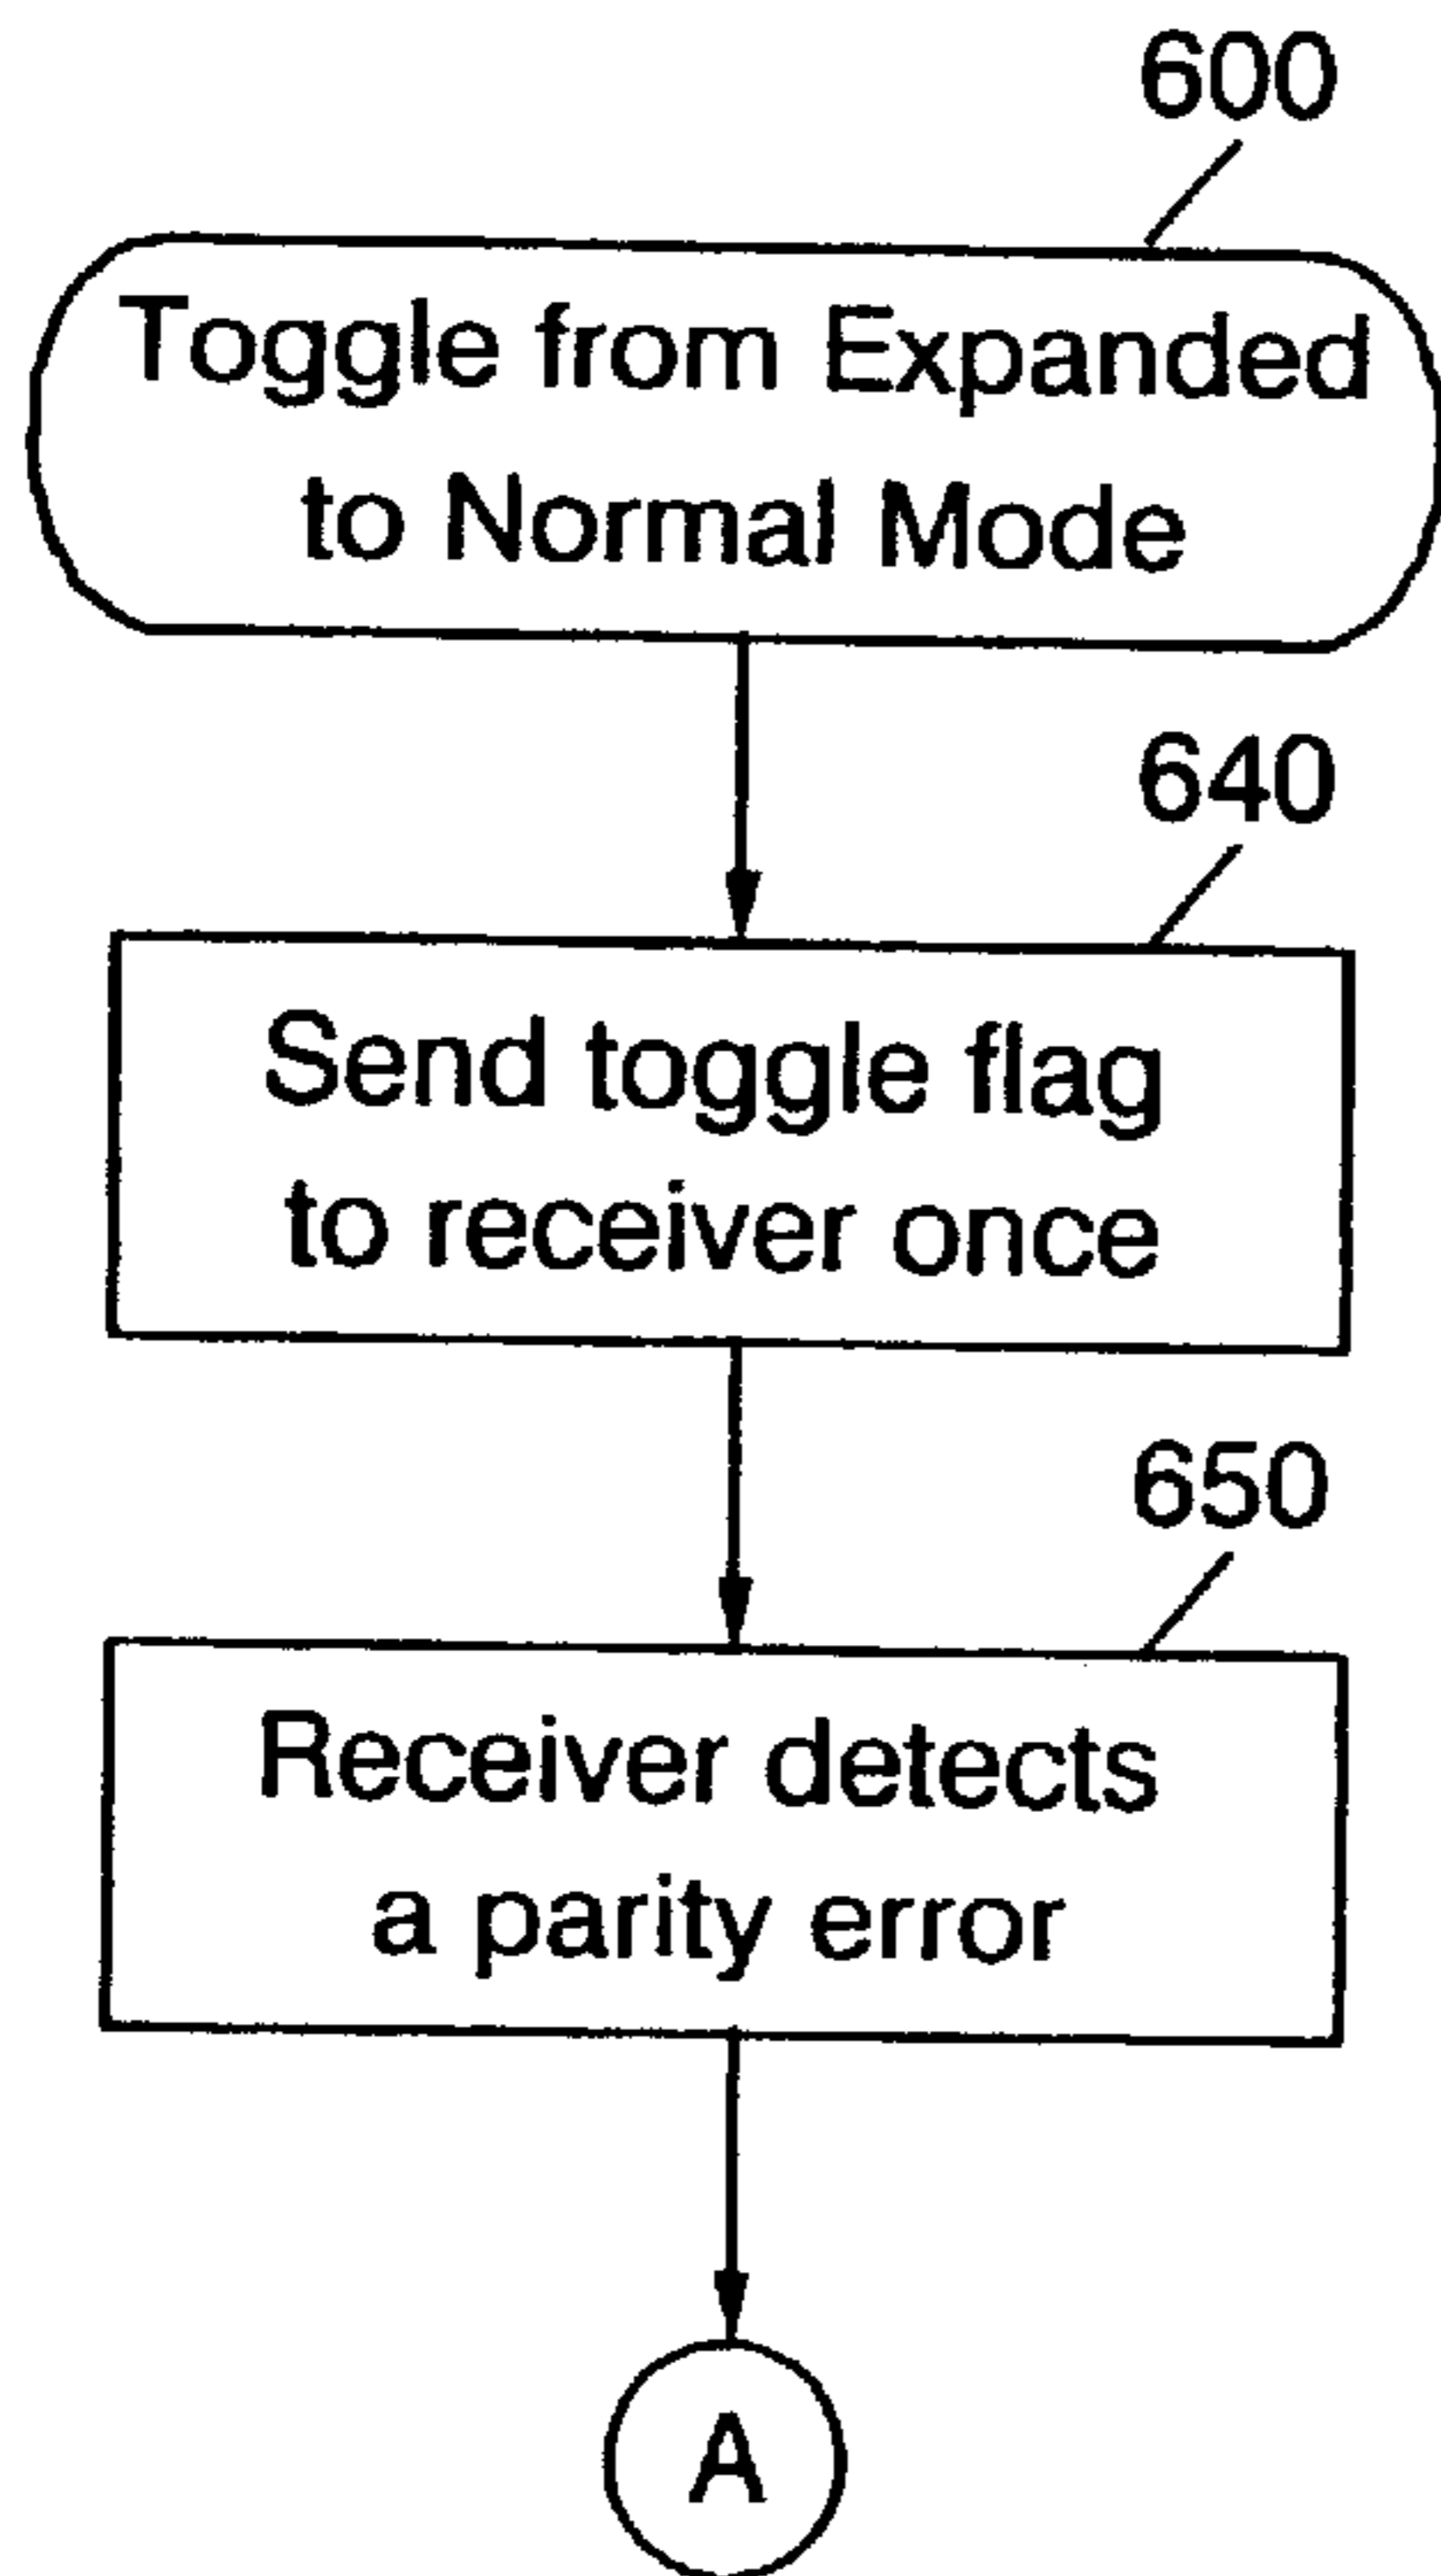 600
Toggle from Expanded
to Normal Mode
640
Send toggle flag
to receiver once
650
Receiver detects
a parity error
A